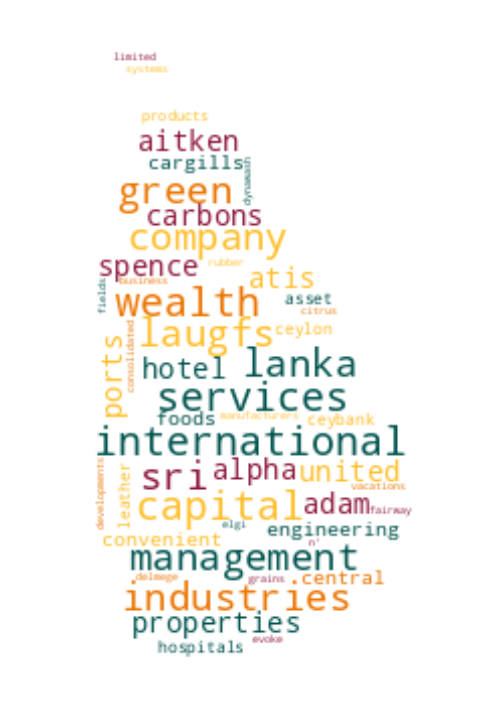 limited
systems
products
aitken
cargills
dynawash
green
carbons
company
spence
rubber
business
atis
fields
wealth
asset
citrus
laugfs
ceylon
consolidated
ports
hotel
lanka
services
foods
manufacturers
ceybank
international
sri
alpha
united
developments
leather
vacations
capital
adam
fairway
elgi
engineering
convenient
n'
management
delmege
grains
.central
industries
properties
evoke
hospitals